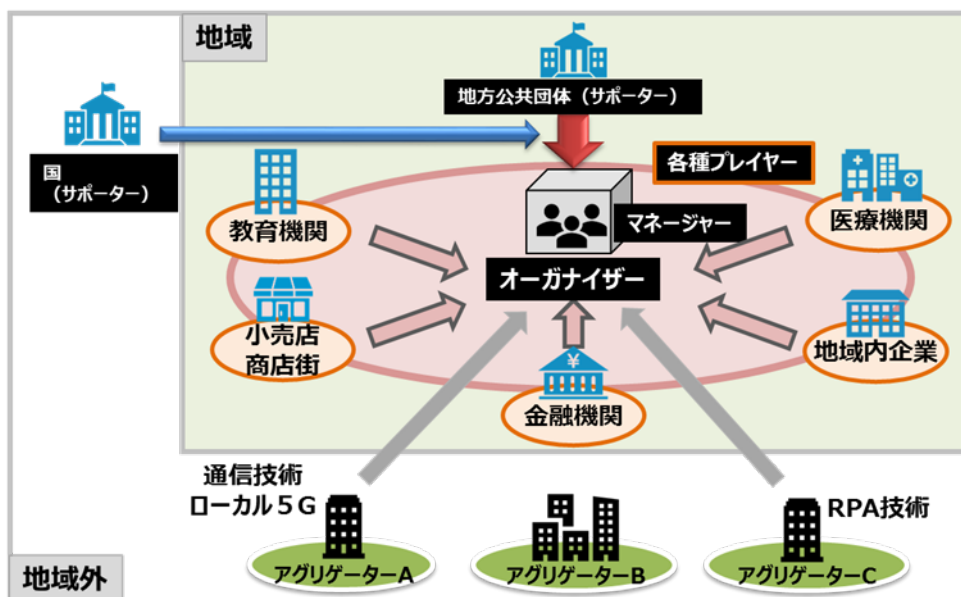 地域
地方公共団体（サポーター）
国
（サポーター）
各種プレイヤー
教育機関
マネージャー
医療機関
オーガナイザー
小売店
商店街
地域内企業
¥
金融機関
通信技術
ローカル５Ｇ
RPA技術
アグリゲーターA
アグリゲーターB
アグリゲーターC
地域外